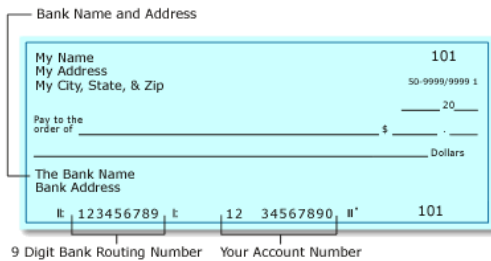 Bank Name and Address
My Name 101
My Address
My City, State, & Zip 50-9999/9999 1
20
Pay to the
order of $ .
Dollars
The Bank Name
Bank Address
⑆ 123456789 ⑆ 12 34567890 ⑈ 101
9 Digit Bank Routing Number Your Account Number